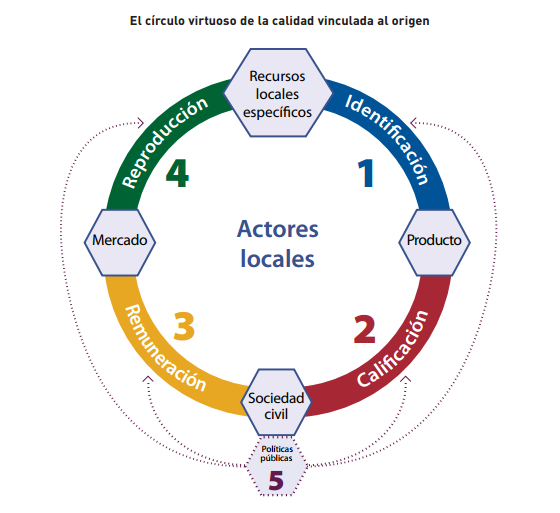 El círculo virtuoso de la calidad vinculada al origen
Recursos
locales
específicos
Identificación
1
Producto
Calificación
2
Sociedad
civil
Políticas
públicas
5
Remuneración
3
Mercado
Reproducción
4
Actores
locales